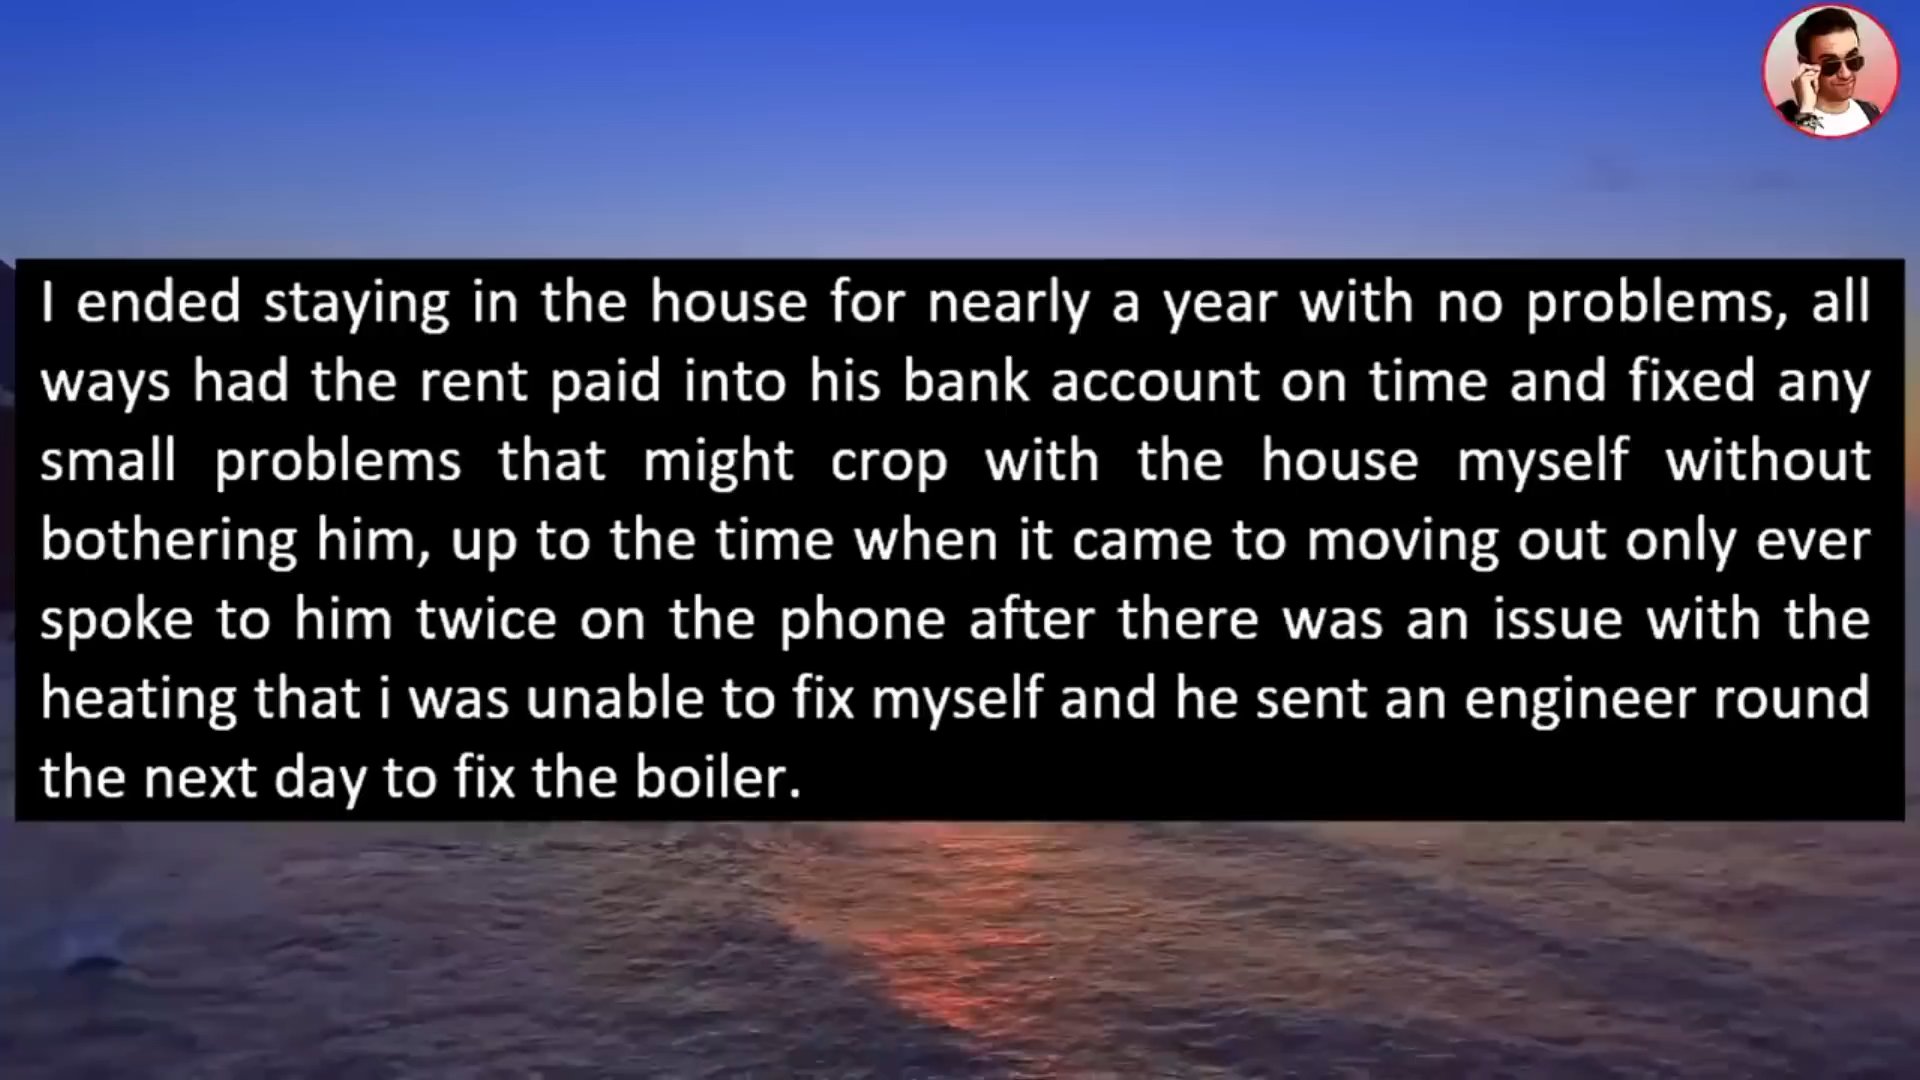 I ended staying in the house for nearly a year with no problems, all
ways had the rent paid into his bank account on time and fixed any
small problems that might crop with the house myself without
bothering him, up to the time when it came to moving out only ever
spoke to him twice on the phone after there was an issue with the
heating that i was unable to fix myself and he sent an engineer round
the next day to fix the boiler.